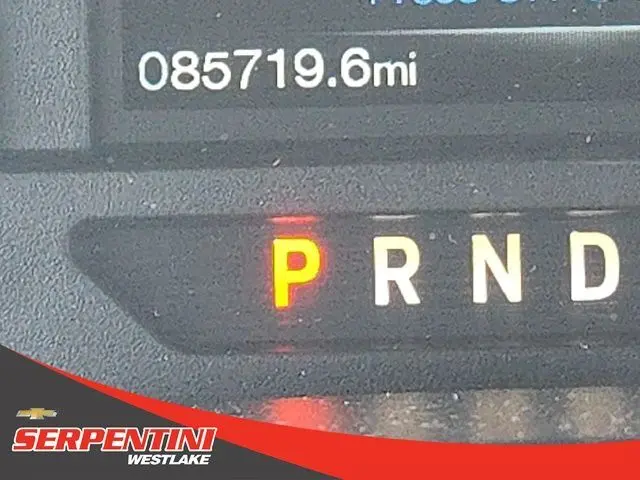 085719.6mi
P R N D
SERPENTINI
WESTLAKE